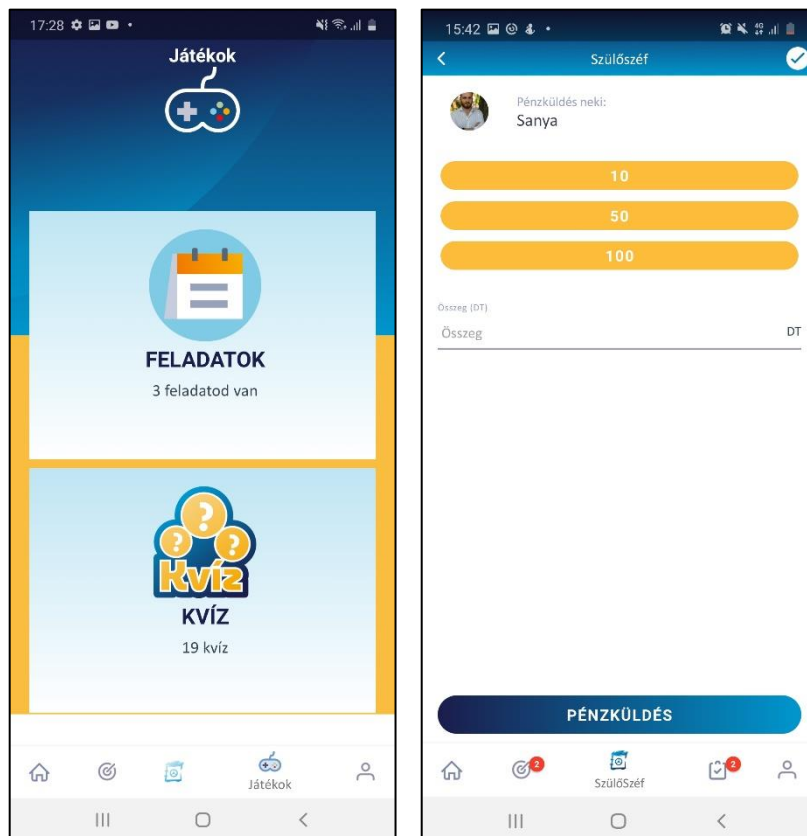 17:28
Játékok
FELADATOK
3 feladatod van
Kvíz
KVÍZ
19 kvíz
Játékok
15:42
4G
Szülőszéf
Pénzküldés neki:
Sanya
10
50
100
Összeg (DT)
Összeg DT
PÉNZKÜLDÉS
2
2
SzülőSzéf